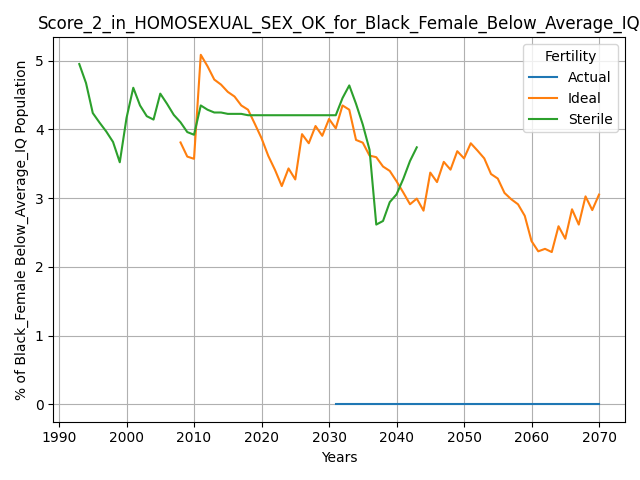 Score_2_in_HOMOSEXUAL_SEX_OK_for_Black_Female_Below_Average_IQ
% of Black_Female Below_Average_IQ Population
5
4
3
2
1
0
Fertility
Actual
Ideal
Sterile
1990 2000 2010 2020 2030 2040 2050 2060 2070
Years